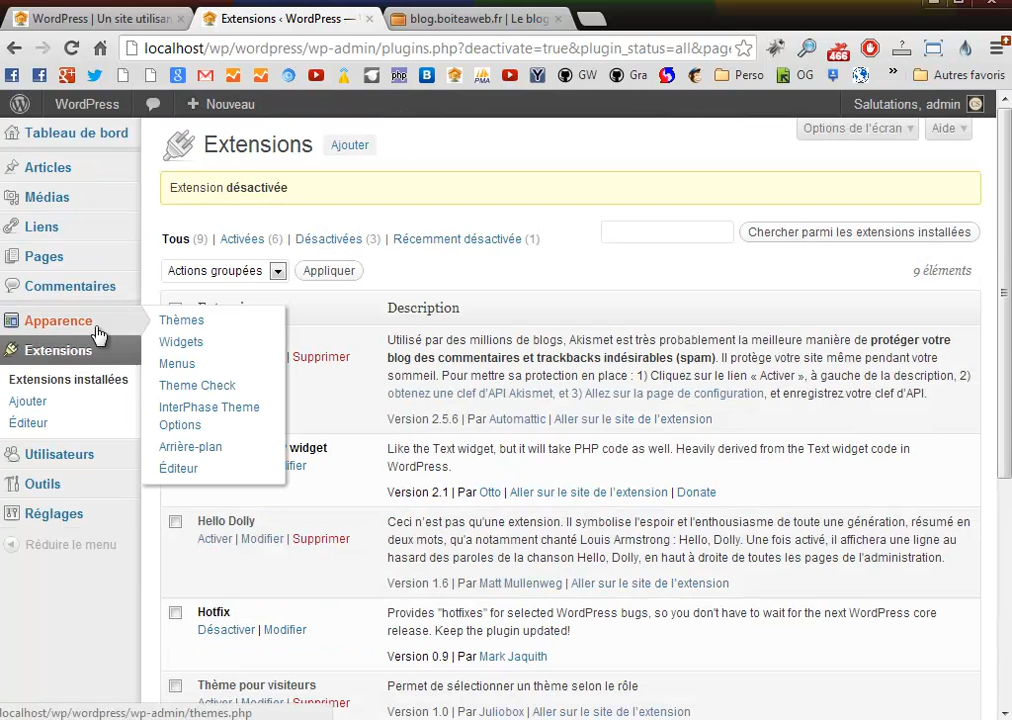 WordPress | Un site utilisan
Extensions ‹ WordPress —
blog.boiteaweb.fr | Le blog
localhost/wp/wordpress/wp-admin/plugins.php?deactivate=true&plugin_status=all&page
466
GW
Gra
Perso
OG
»
Autres favoris
WordPress
+ Nouveau
Salutations, admin
Tableau de bord
Articles
Médias
Liens
Pages
Commentaires
Apparence
Extensions
Extensions installées
Ajouter
Éditeur
Utilisateurs
Outils
Réglages
Réduire le menu
Thèmes
Widgets
Menus
Theme Check
InterPhase Theme
Options
Arrière-plan
Éditeur
Options de l'écran
Aide
Extensions Ajouter
Extension désactivée
Tous (9) | Activées (6) | Désactivées (3) | Récemment désactivée (1)
Chercher parmi les extensions installées
Actions groupées
Appliquer
9 éléments
Description
| Supprimer
Utilisé par des millions de blogs, Akismet est très probablement la meilleure manière de protéger votre
blog des commentaires et trackbacks indésirables (spam). Il protège votre site même pendant votre
sommeil. Pour mettre sa protection en place : 1) Cliquez sur le lien « Activer », à gauche de la description, 2)
obtenez une clef d'API Akismet, et 3) Allez sur la page de configuration, et enregistrez votre clef d'API.
Version 2.5.6 | Par Automattic | Aller sur le site de l'extension
widget
ifier
Like the Text widget, but it will take PHP code as well. Heavily derived from the Text widget code in
WordPress.
Version 2.1 | Par Otto | Aller sur le site de l'extension | Donate
Hello Dolly
Activer | Modifier | Supprimer
Ceci n'est pas qu'une extension. Il symbolise l'espoir et l'enthousiasme de toute une génération, résumé en
deux mots, qu'a notamment chanté Louis Armstrong : Hello, Dolly. Une fois activé, il affichera une ligne au
hasard des paroles de la chanson Hello, Dolly, en haut à droite de toutes les pages de l'administration.
Version 1.6 | Par Matt Mullenweg | Aller sur le site de l'extension
Hotfix
Désactiver | Modifier
Provides "hotfixes" for selected WordPress bugs, so you don't have to wait for the next WordPress core
release. Keep the plugin updated!
Version 0.9 | Par Mark Jaquith
Thème pour visiteurs
Activer | Modifier | Supprimer
Permet de sélectionner un thème selon le rôle
Version 1.0 | Par Juliobox | Aller sur le site de l'extension
localhost/wp/wordpress/wp-admin/themes.php